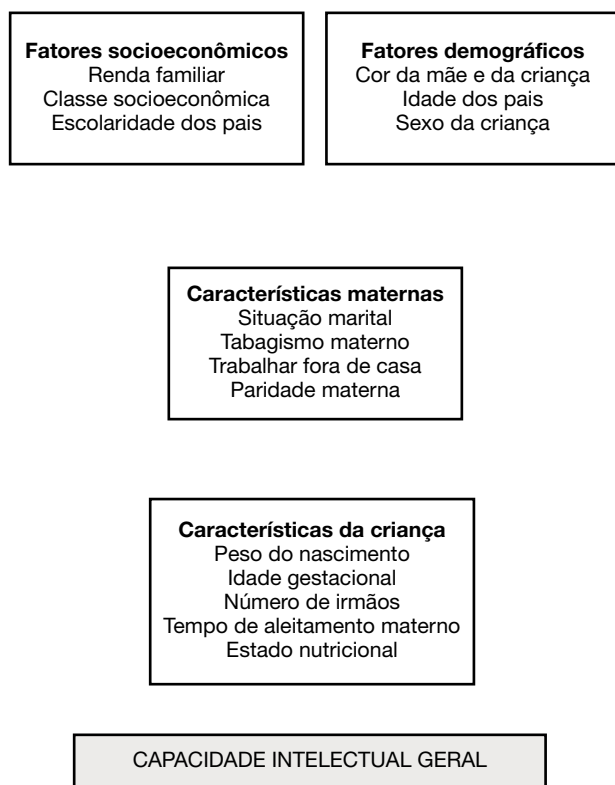 Fatores socioeconômicos
Renda familiar
Classe socioeconômica
Escolaridade dos pais
Fatores demográficos
Cor da mãe e da criança
Idade dos pais
Sexo da criança
Características maternas
Situação marital
Tabagismo materno
Trabalhar fora de casa
Paridade materna
Características da criança
Peso do nascimento
Idade gestacional
Número de irmãos
Tempo de aleitamento materno
Estado nutricional
CAPACIDADE INTELECTUAL GERAL